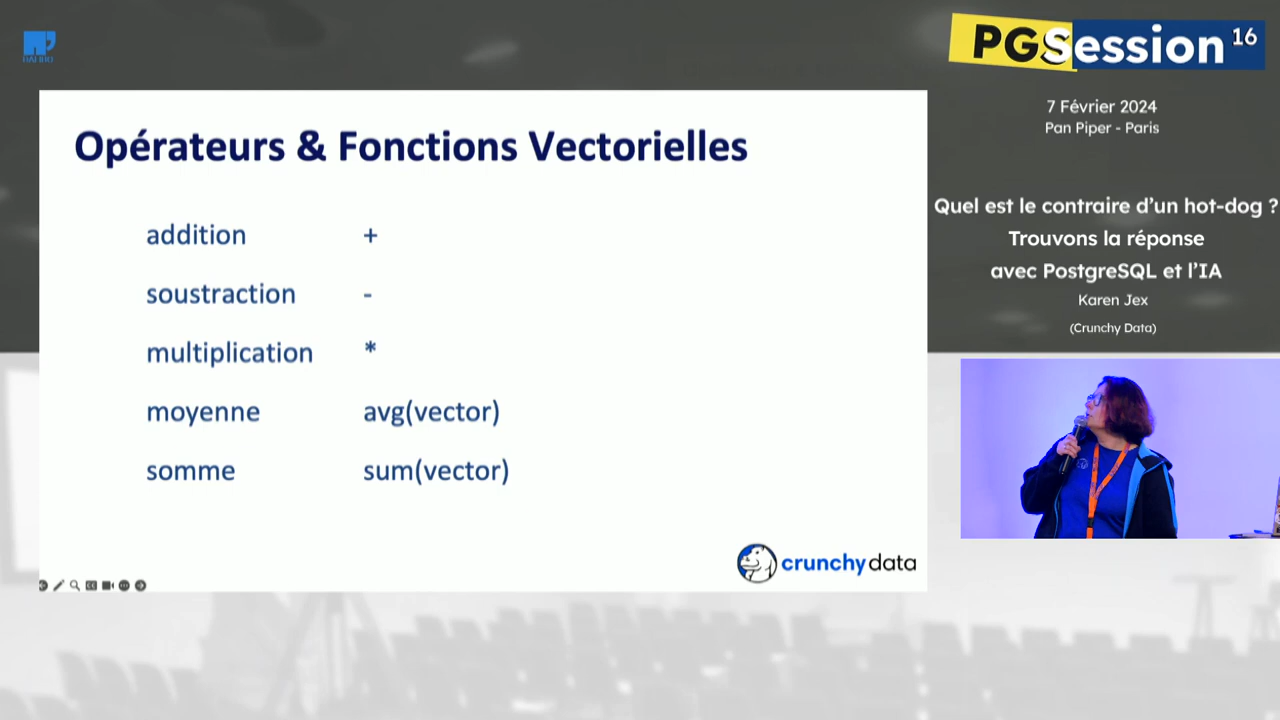 PGSession 16
7 Février 2024
Pan Piper - Paris
Quel est le contraire d'un hot-dog ?
Trouvons la réponse
avec PostgreSQL et l'IA
Karen Jex
(Crunchy Data)
Opérateurs & Fonctions Vectorielles
addition +
soustraction -
multiplication *
moyenne avg(vector)
somme sum(vector)
crunchydata